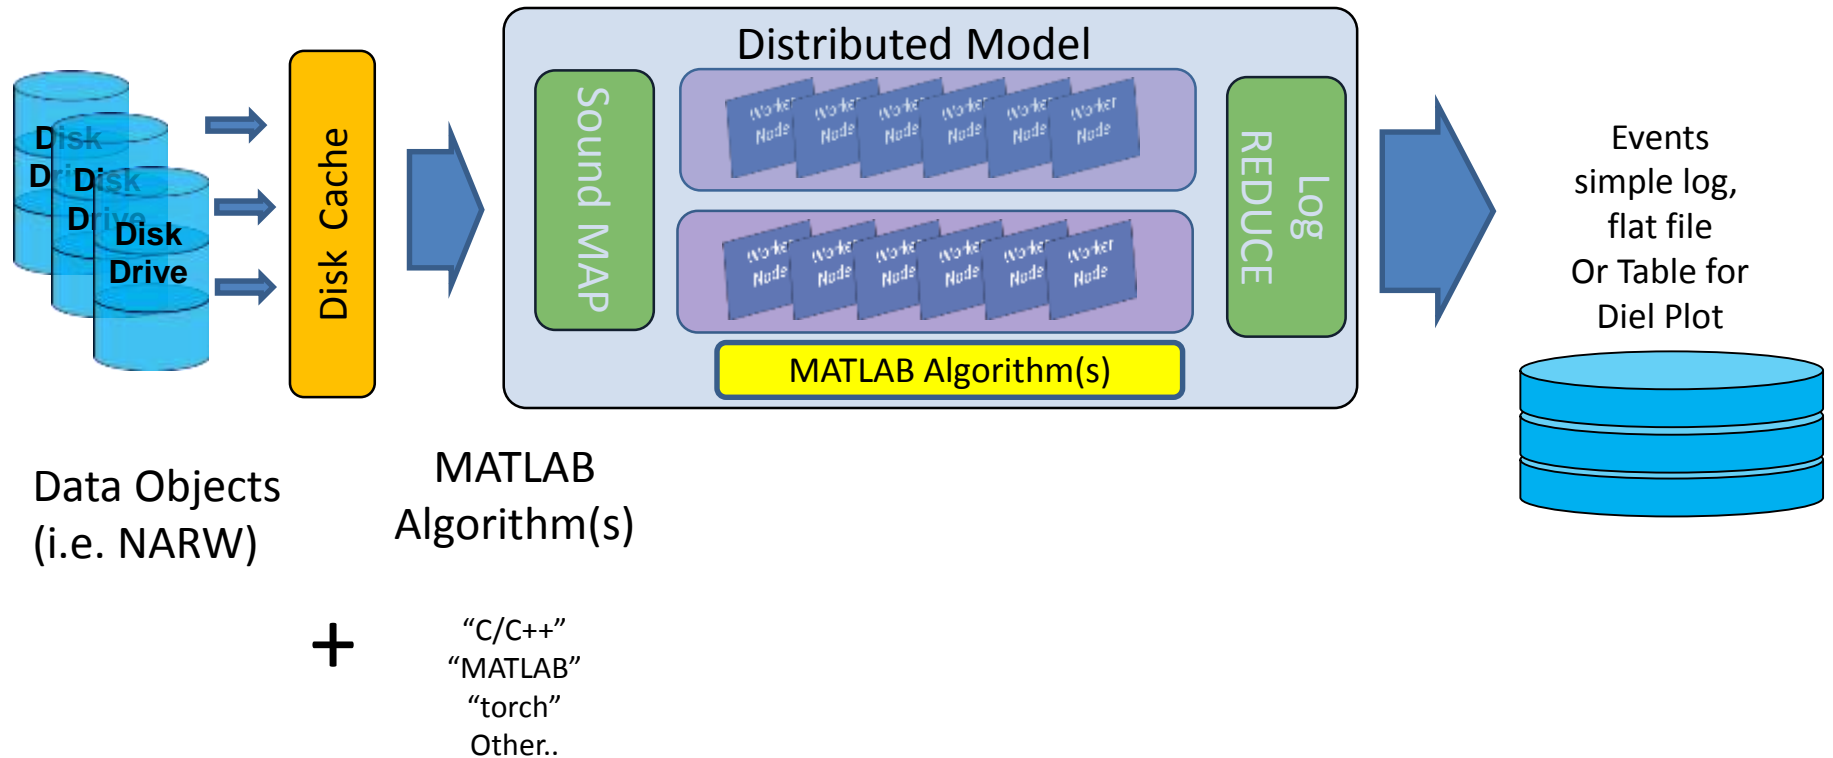 Disk
Drive
Disk
Drive
Disk
Drive
Disk Cache
Distributed Model
Sound MAP
Worker
Node
Worker
Node
Worker
Node
Worker
Node
Worker
Node
Worker
Node
Worker
Node
Worker
Node
Worker
Node
Worker
Node
Worker
Node
Worker
Node
MATLAB Algorithm(s)
Log
REDUCE
Events
simple log,
flat file
Or Table for
Diel Plot
Data Objects
(i.e. NARW)
+
MATLAB
Algorithm(s)
“C/C++”
“MATLAB”
“torch”
Other..